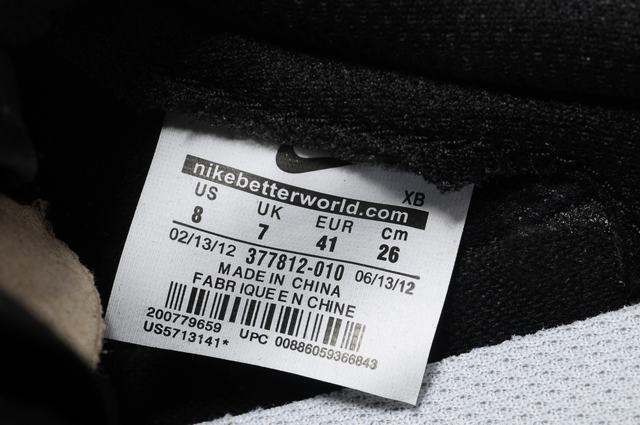 XB
nikebetterworld.com
US UK EUR Cm
8 7 41 26
02/13/12 377812-010 06/13/12
MADE IN CHINA
FABRIQUE EN CHINE
200779659
US5713141* UPC 00886059366843